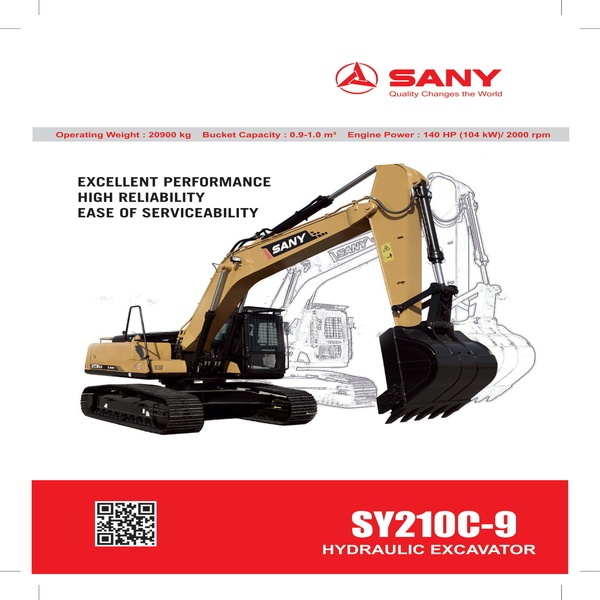 SANY
Quality Changes the World
Operating Weight : 20900 kg Bucket Capacity : 0.9-1.0 m³ Engine Power : 140 HP (104 kW)/ 2000 rpm
EXCELLENT PERFORMANCE
HIGH RELIABILITY
EASE OF SERVICEABILITY
SANY
SANY
SY210C-9
HYDRAULIC EXCAVATOR